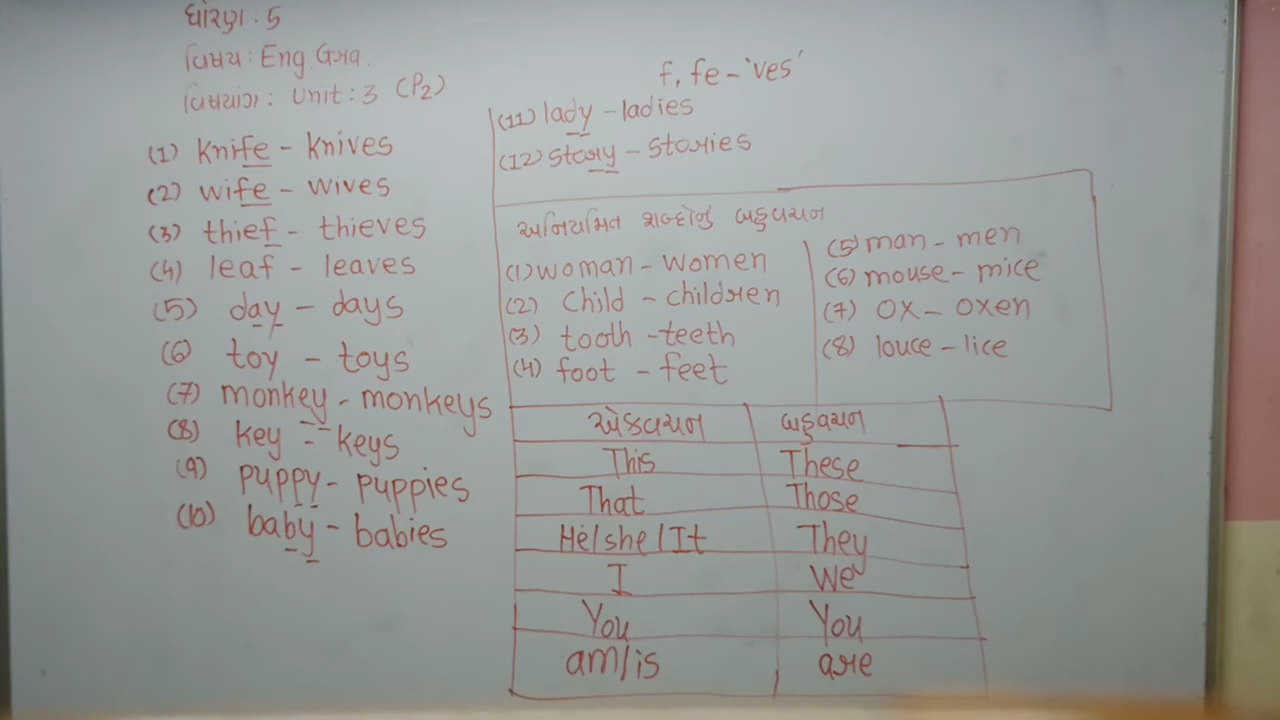 ધોરણ : 5
વિષય : Eng. Gra.
વિષયાંગ : Unit : 3 (P2)
(1) knife - knives
(2) wife - wives
(3) thief - thieves
(4) leaf - leaves
(5) day - days
(6) toy - toys
(7) monkey - monkeys
(8) key - keys
(9) puppy - puppies
(10) baby - babies
f, fe - 'ves'
(11) lady - ladies
(12) story - stories
અનિયમિત શબ્દોનું બહુવચન
(1) woman - women
(2) child - children
(3) tooth - teeth
(4) foot - feet
(5) man - men
(6) mouse - mice
(7) ox - oxen
(8) louce - lice
એકવચન બહુવચન
This These
That Those
He/she/It They
I We
You You
am/is are